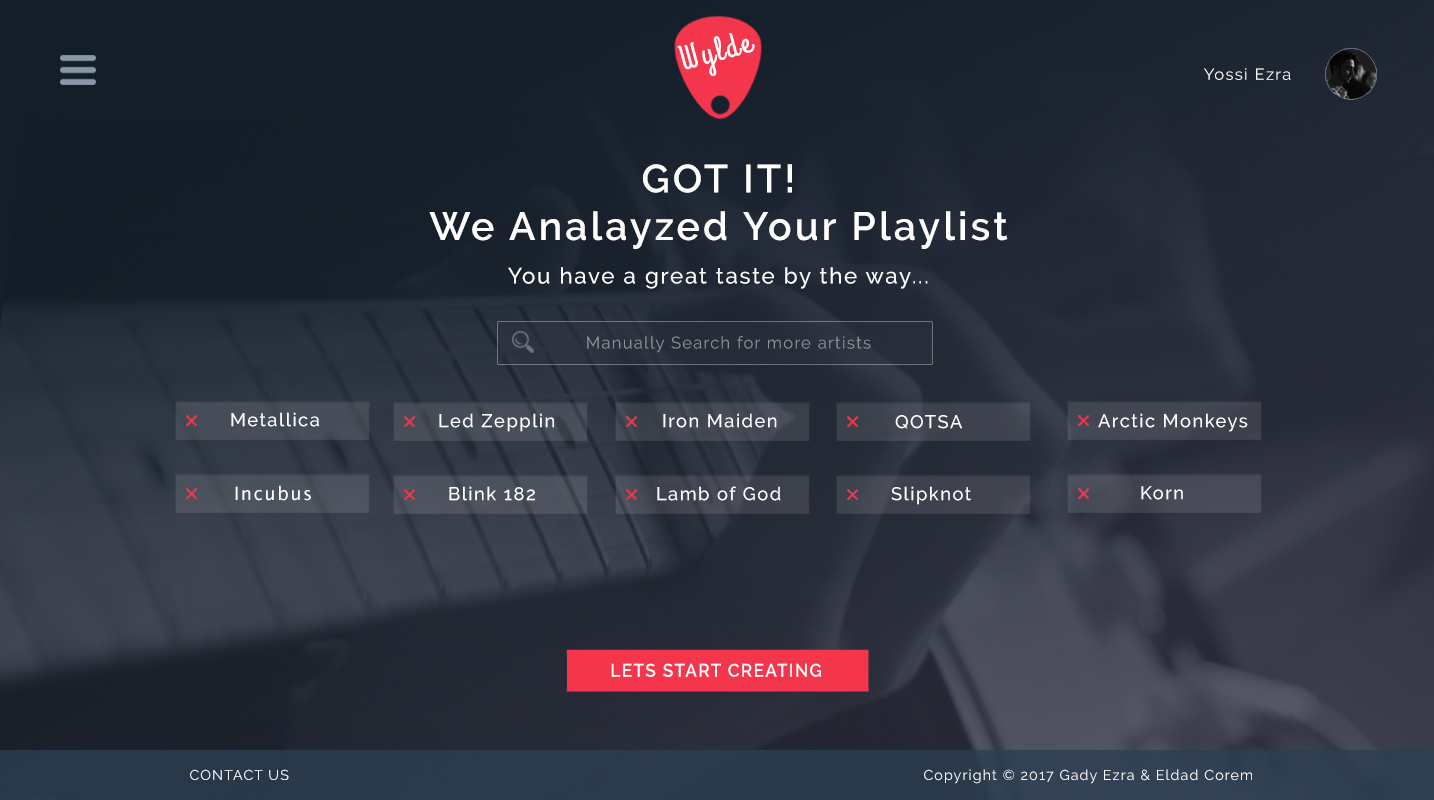 Wylde
Yossi Ezra
GOT IT!
We Analayzed Your Playlist
You have a great taste by the way...
Manually Search for more artists
Metallica
Led Zepplin
Iron Maiden
QOTSA
Arctic Monkeys
Incubus
Blink 182
Lamb of God
Slipknot
Korn
LETS START CREATING
CONTACT US
Copyright © 2017 Gady Ezra & Eldad Corem